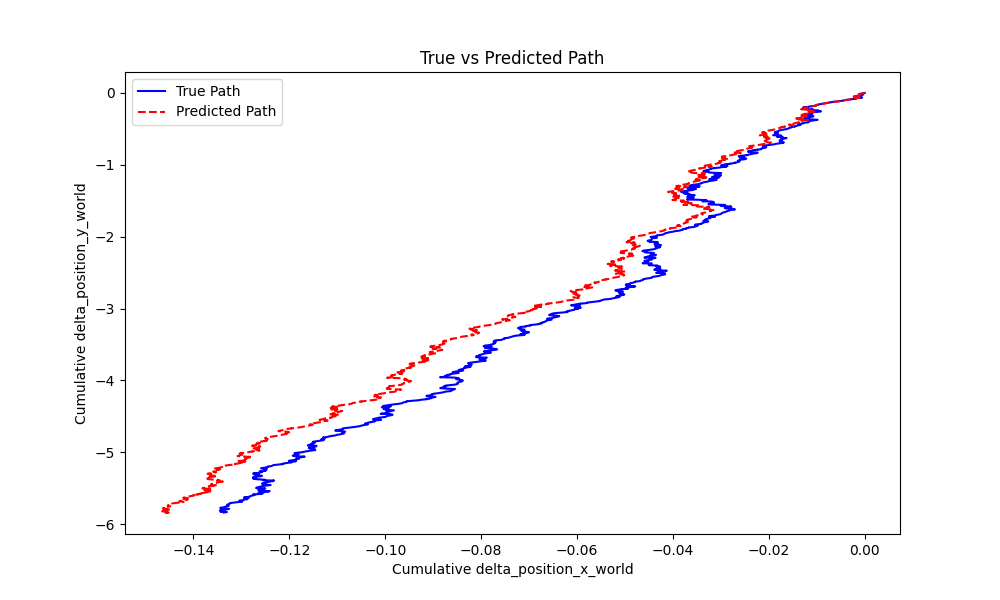 True vs Predicted Path
True Path
Predicted Path
0
−1
−2
−3
−4
−5
−6
Cumulative delta_position_y_world
−0.14 −0.12 −0.10 −0.08 −0.06 −0.04 −0.02 0.00
Cumulative delta_position_x_world